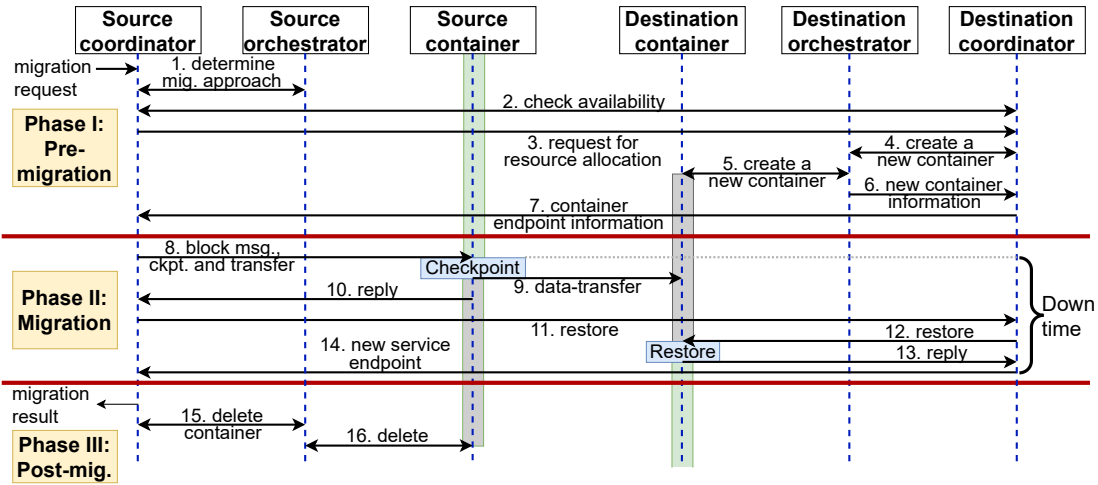 Source
coordinator
Source
orchestrator
Source
container
Destination
container
Destination
orchestrator
Destination
coordinator
migration
request
1. determine
mig. approach
2. check availability
Phase I:
Pre-
migration
3. request for
resource allocation
4. create a
new container
5. create a
new container
6. new container
information
7. container
endpoint information
8. block msg.,
ckpt. and transfer
Checkpoint
9. data-transfer
10. reply
Phase II:
Migration
11. restore
12. restore
Down
time
14. new service
endpoint
Restore
13. reply
migration
result
15. delete
container
16. delete
Phase III:
Post-mig.